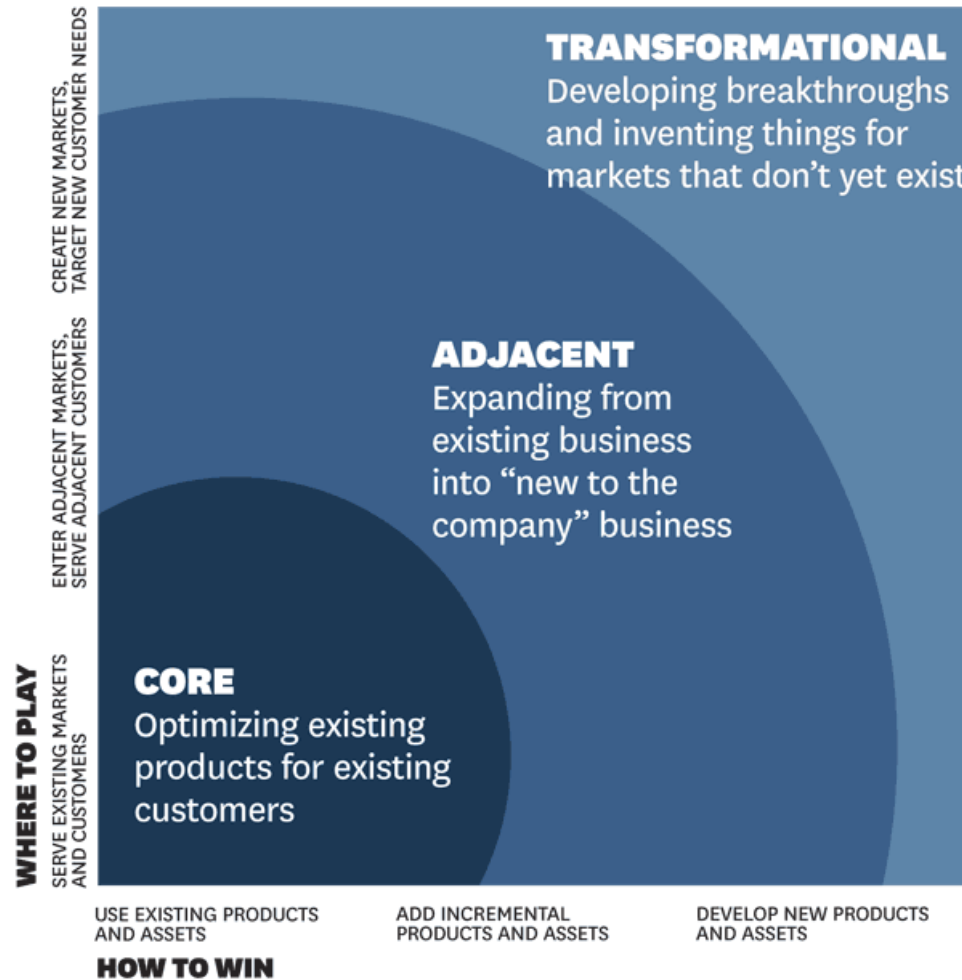 TRANSFORMATIONAL
Developing breakthroughs
and inventing things for
markets that don’t yet exist
ADJACENT
Expanding from
existing business
into “new to the
company” business
CORE
Optimizing existing
products for existing
customers
WHERE TO PLAY
CREATE NEW MARKETS,
TARGET NEW CUSTOMER NEEDS
ENTER ADJACENT MARKETS,
SERVE ADJACENT CUSTOMERS
SERVE EXISTING MARKETS
AND CUSTOMERS
USE EXISTING PRODUCTS
AND ASSETS
ADD INCREMENTAL
PRODUCTS AND ASSETS
DEVELOP NEW PRODUCTS
AND ASSETS
HOW TO WIN